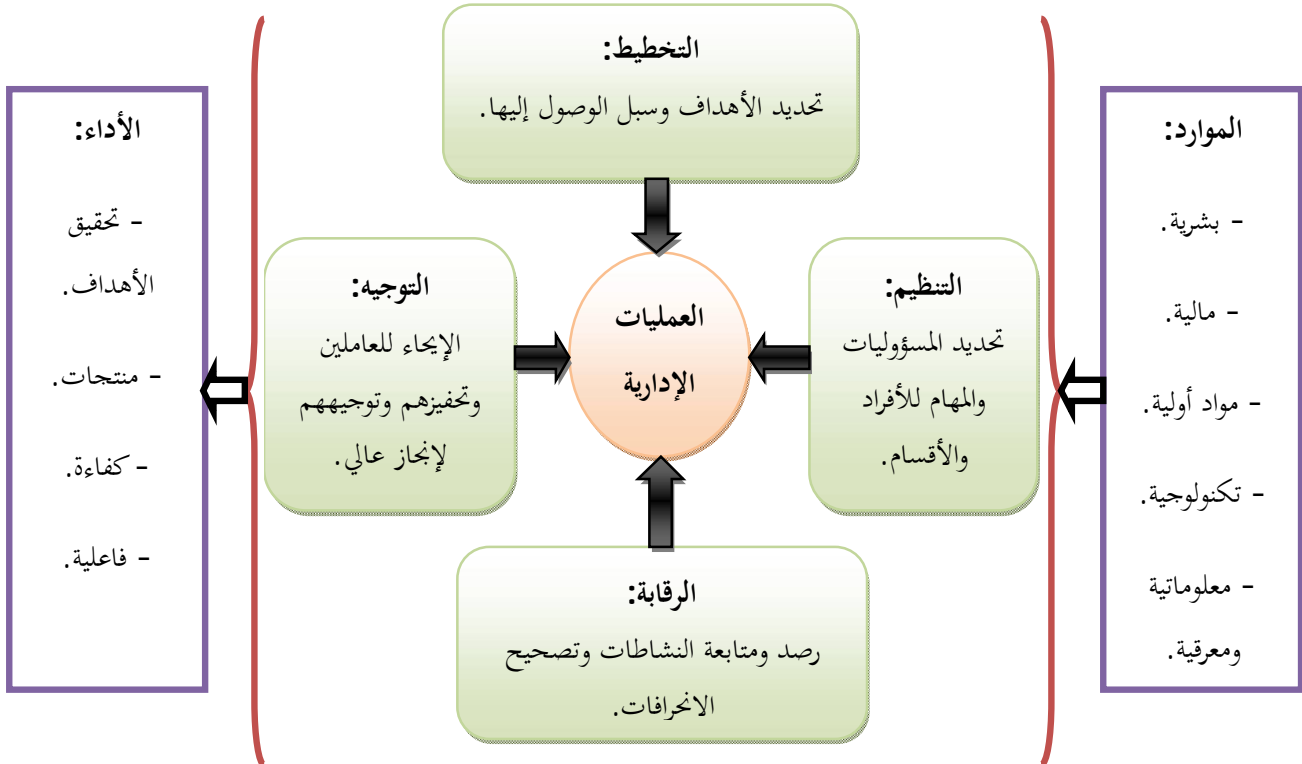 الموارد:
- بشرية.
- مالية.
- مواد أولية.
- تكنولوجية.
- معلوماتية
ومعرقية.
التخطيط:
تحديد الأهداف وسبل الوصول إليها.
التنظيم:
تحديد المسؤوليات
والمهام للأفراد
والأقسام.
العمليات
الإدارية
التوجيه:
الإيحاء للعاملين
وتحفيزهم وتوجيههم
لإنجاز عالي.
الرقابة:
رصد ومتابعة النشاطات وتصحيح
الانحرافات.
الأداء:
- تحقيق
الأهداف.
- منتجات.
- كفاءة.
- فاعلية.